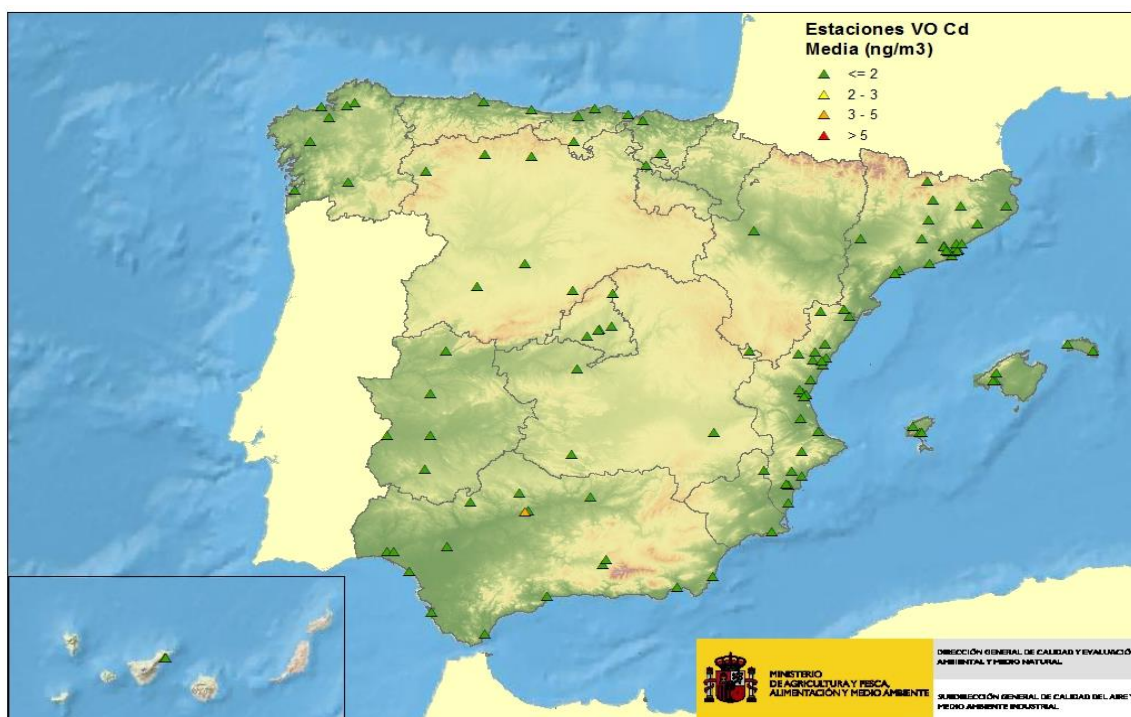 Estaciones VO Cd
Media (ng/m3)
<= 2
2 - 3
3 - 5
> 5
MINISTERIO
DE AGRICULTURA Y PESCA,
ALIMENTACIÓN Y MEDIO AMBIENTE
DIRECCIÓN GENERAL DE CALIDAD Y EVALUACIÓ
AMBIENTAL Y MEDIO NATURAL
SUBDIRECCIÓN GENERAL DE CALIDAD DEL AIRE Y
MEDIO AMBIENTE INDUSTRIAL